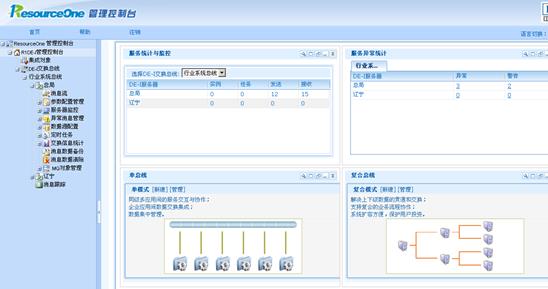 ResourceOne 管理控制台
首页 帮助 注销
语言切换:
ResourceOne 管理控制台
R1DE-I管理控制台
集成对象
DE-I交换总线
行业系统总线
总局
消息流
参数配置管理
服务器监控
异常消息管理
数据源配置
定时任务
交换信息统计
消息数据备份
消息数据清除
MQ对象管理
辽宁
消息跟踪
服务统计与监控
选择DE-I交换总线: 行业系统总线
DE-I服务器 实例 任务 发送 接收
总局 0 0 12 15
辽宁 0 0 0 0
服务异常统计
行业系...
DE-I服务器 异常 警告
总局 3 2
辽宁 0 0
单总线
单模式 [新建] [管理]
同级多应用间的服务交互与协作;
企业应用间数据交换集成;
数据集中管理。
复合总线
复合模式 [新建] [管理]
解决上下级数据的贯通和交换;
支持复合的业务流程协作;
系统扩容方便,保护用户投资。